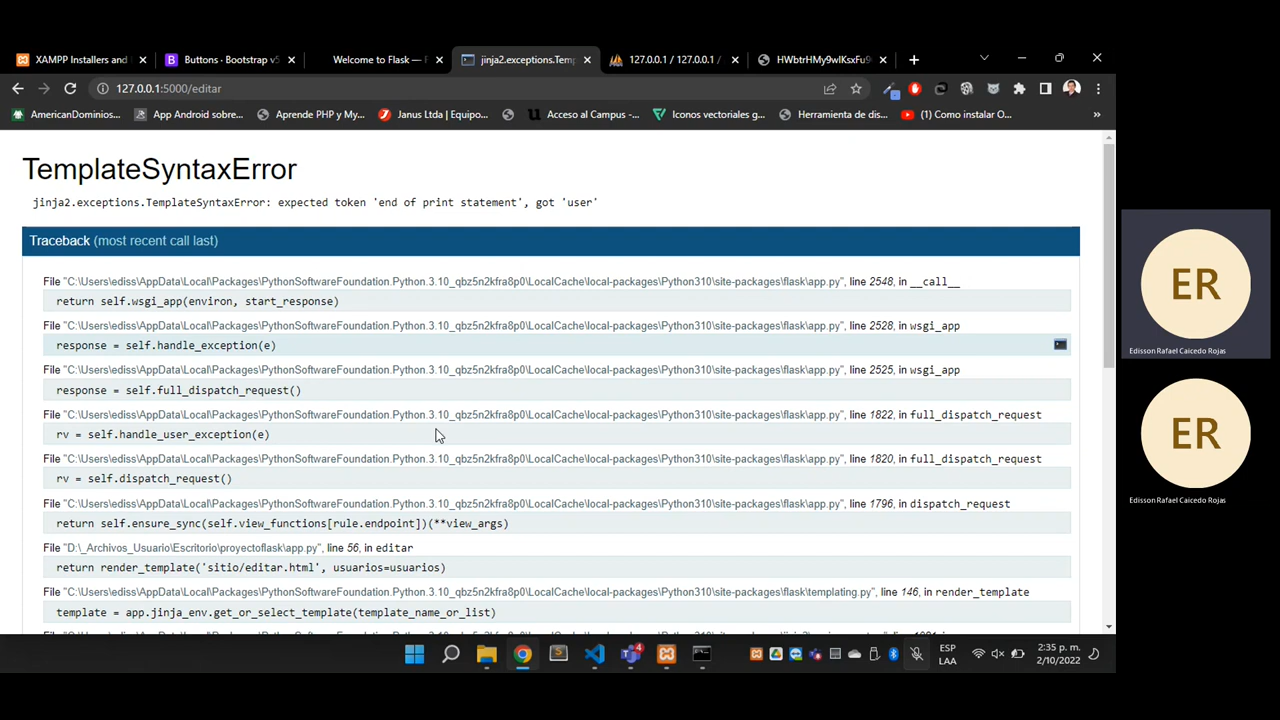 XAMPP Installers and
Buttons · Bootstrap v5
Welcome to Flask —
jinja2.exceptions.Temp
127.0.0.1 / 127.0.0.1 /
HWbtrHMy9wIKsxFu9
127.0.0.1:5000/editar
AmericanDominios...
App Android sobre...
Aprende PHP y My...
Janus Ltda | Equipo...
Acceso al Campus -...
Iconos vectoriales g...
Herramienta de dis...
(1) Como instalar O...
»
TemplateSyntaxError
jinja2.exceptions.TemplateSyntaxError: expected token 'end of print statement', got 'user'
Traceback (most recent call last)
File "C:\Users\ediss\AppData\Local\Packages\PythonSoftwareFoundation.Python.3.10_qbz5n2kfra8p0\LocalCache\local-packages\Python310\site-packages\flask\app.py", line 2548, in __call__
return self.wsgi_app(environ, start_response)
File "C:\Users\ediss\AppData\Local\Packages\PythonSoftwareFoundation.Python.3.10_qbz5n2kfra8p0\LocalCache\local-packages\Python310\site-packages\flask\app.py", line 2528, in wsgi_app
response = self.handle_exception(e)
File "C:\Users\ediss\AppData\Local\Packages\PythonSoftwareFoundation.Python.3.10_qbz5n2kfra8p0\LocalCache\local-packages\Python310\site-packages\flask\app.py", line 2525, in wsgi_app
response = self.full_dispatch_request()
File "C:\Users\ediss\AppData\Local\Packages\PythonSoftwareFoundation.Python.3.10_qbz5n2kfra8p0\LocalCache\local-packages\Python310\site-packages\flask\app.py", line 1822, in full_dispatch_request
rv = self.handle_user_exception(e)
File "C:\Users\ediss\AppData\Local\Packages\PythonSoftwareFoundation.Python.3.10_qbz5n2kfra8p0\LocalCache\local-packages\Python310\site-packages\flask\app.py", line 1820, in full_dispatch_request
rv = self.dispatch_request()
File "C:\Users\ediss\AppData\Local\Packages\PythonSoftwareFoundation.Python.3.10_qbz5n2kfra8p0\LocalCache\local-packages\Python310\site-packages\flask\app.py", line 1796, in dispatch_request
return self.ensure_sync(self.view_functions[rule.endpoint])(**view_args)
File "D:\_Archivos_Usuario\Escritorio\proyectoflask\app.py", line 56, in editar
return render_template('sitio/editar.html', usuarios=usuarios)
File "C:\Users\ediss\AppData\Local\Packages\PythonSoftwareFoundation.Python.3.10_qbz5n2kfra8p0\LocalCache\local-packages\Python310\site-packages\flask\templating.py", line 146, in render_template
template = app.jinja_env.get_or_select_template(template_name_or_list)
ER
Edisson Rafael Caicedo Rojas
ER
Edisson Rafael Caicedo Rojas
4
ESP
LAA
2:35 p. m.
2/10/2022